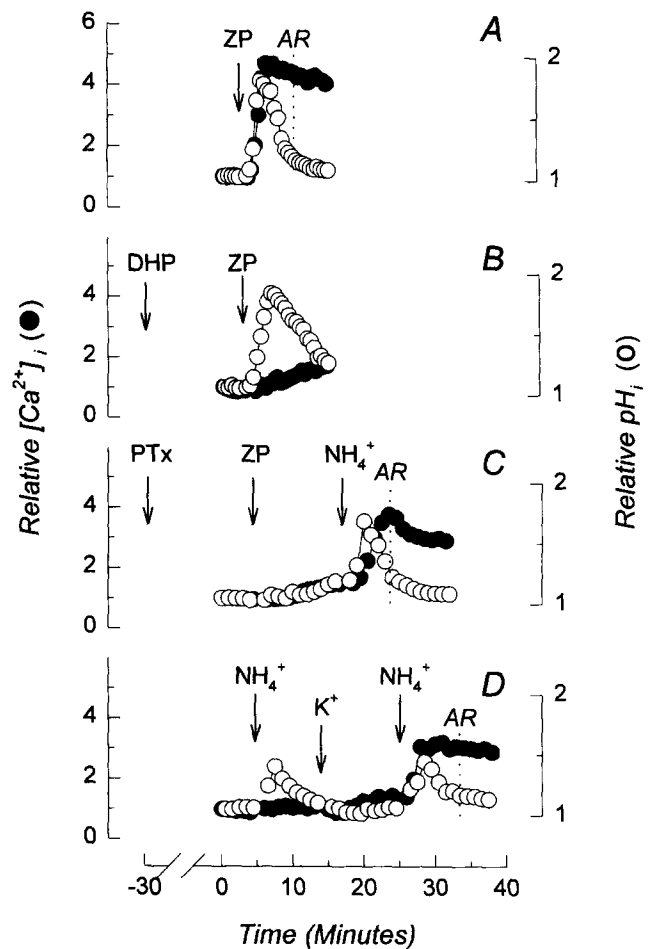 6
4
2
0
ZP
AR
A
2
1
DHP
ZP
B
4
2
0
2
1
PTx
ZP
NH₄⁺
AR
C
4
2
0
2
1
NH₄⁺
K⁺
NH₄⁺
AR
D
4
2
0
2
1
Relative [Ca²⁺]ᵢ (●)
Relative pHᵢ (O)
-30
0
10
20
30
40
Time (Minutes)